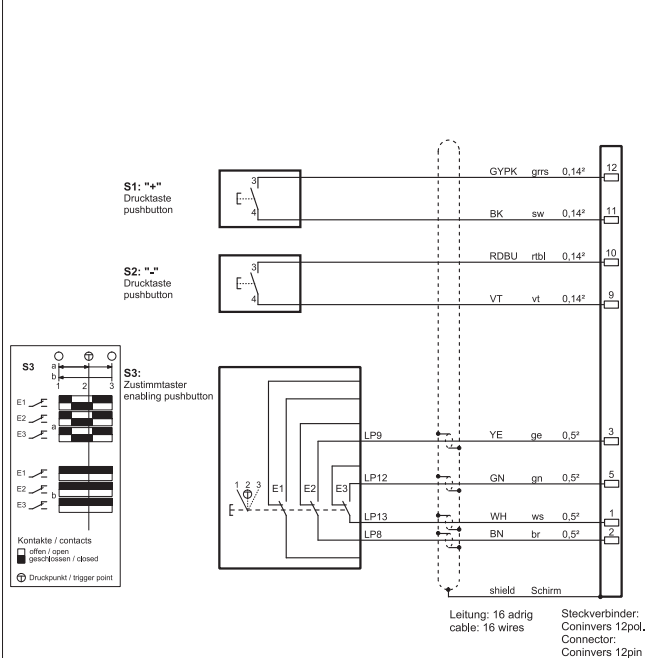 S1: "+"
Drucktaste
pushbutton
3
4
GYPK grrs 0,14² 12
BK sw 0,14² 11
S2: "-"
Drucktaste
pushbutton
3
4
RDBU rtbl 0,14² 10
VT vt 0,14² 9
S3
a
b
1 2 3
E1
E2
a
E3
E1
E2
b
E3
Kontakte / contacts
offen / open
geschlossen / closed
Druckpunkt / trigger point
S3:
Zustimmtaster
enabling pushbutton
1 2 3
E1 E2 E3
LP9 YE ge 0,5² 3
LP12 GN gn 0,5² 5
LP13 WH ws 0,5² 1
LP8 BN br 0,5² 2
shield Schirm
Leitung: 16 adrig
cable: 16 wires
Steckverbinder:
Coninvers 12pol.
Connector:
Coninvers 12pin